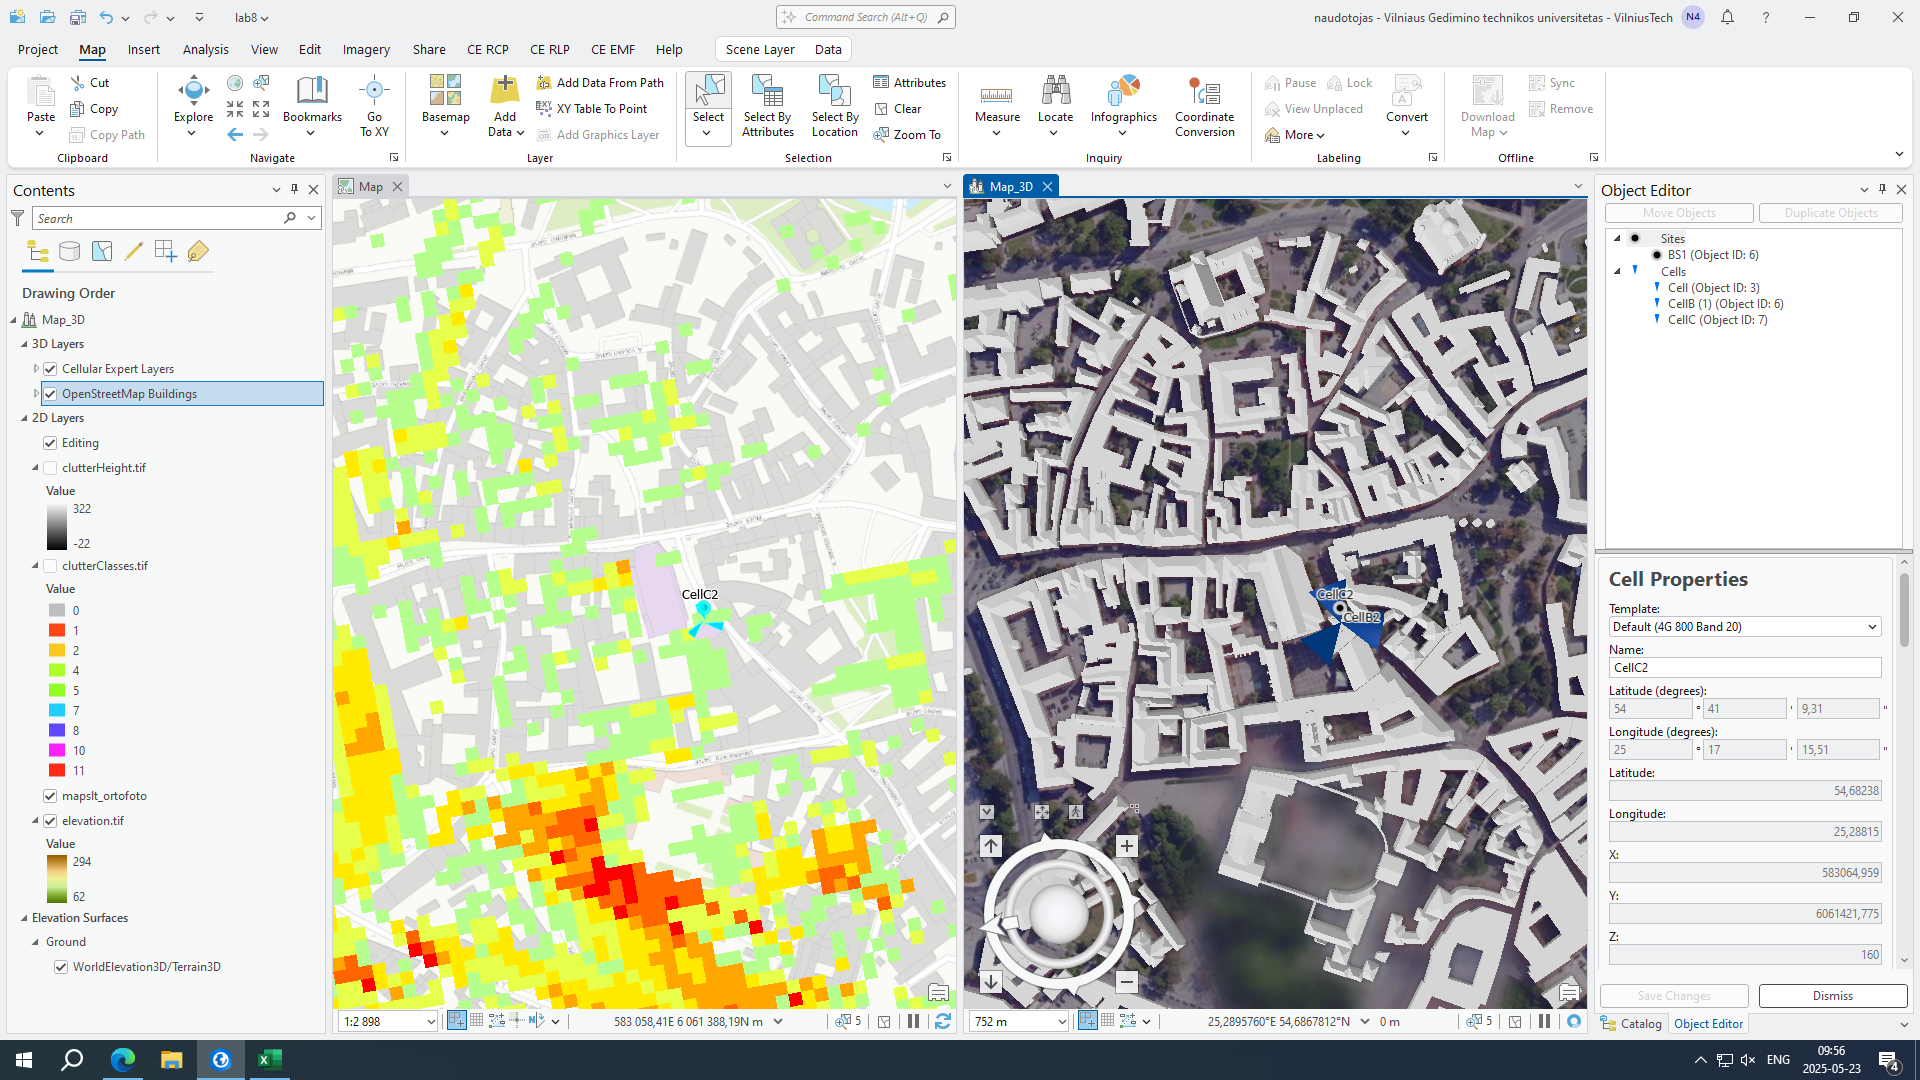 lab8
Command Search (Alt+Q)
naudotojas - Vilniaus Gedimino technikos universitetas - VilniusTech
N4
Project
Map
Insert
Analysis
View
Edit
Imagery
Share
CE RCP
CE RLP
CE EMF
Help
Scene Layer
Data
Paste
Cut
Copy
Copy Path
Clipboard
Explore
Bookmarks
Go To XY
Navigate
Basemap
Add Data
Add Data From Path
XY Table To Point
Add Graphics Layer
Layer
Select
Select By Attributes
Select By Location
Attributes
Clear
Zoom To
Selection
Measure
Locate
Infographics
Coordinate Conversion
Inquiry
Pause
Lock
View Unplaced
More
Convert
Labeling
Download Map
Sync
Remove
Offline
Contents
Search
Drawing Order
Map_3D
3D Layers
Cellular Expert Layers
OpenStreetMap Buildings
2D Layers
Editing
clutterHeight.tif
Value
322
-22
clutterClasses.tif
Value
0
1
2
4
5
7
8
10
11
mapslt_ortofoto
elevation.tif
Value
294
62
Elevation Surfaces
Ground
WorldElevation3D/Terrain3D
Map
CellC2
1:2 898
583 058,41E 6 061 388,19N m
5
Map_3D
CellC2
CellB2
752 m
25,2895760°E 54,6867812°N
0 m
5
Object Editor
Move Objects
Duplicate Objects
Sites
BS1 (Object ID: 6)
Cells
Cell (Object ID: 3)
CellB (1) (Object ID: 6)
CellC (Object ID: 7)
Cell Properties
Template:
Default (4G 800 Band 20)
Name:
CellC2
Latitude (degrees):
54 ° 41 ' 9,31 "
Longitude (degrees):
25 ° 17 ' 15,51 "
Latitude:
54,68238
Longitude:
25,28815
X:
583064,959
Y:
6061421,775
Z:
160
Save Changes
Dismiss
Catalog
Object Editor
ENG
09:56
2025-05-23
4